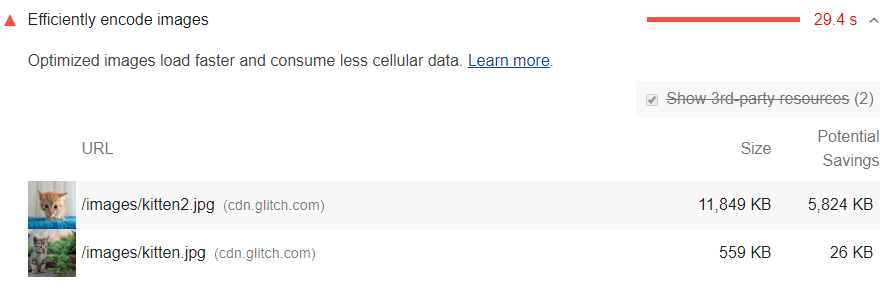 Efficiently encode images 29.4 s
Optimized images load faster and consume less cellular data. Learn more.
Show 3rd-party resources (2)
URL Size Potential Savings
/images/kitten2.jpg (cdn.glitch.com) 11,849 KB 5,824 KB
/images/kitten.jpg (cdn.glitch.com) 559 KB 26 KB